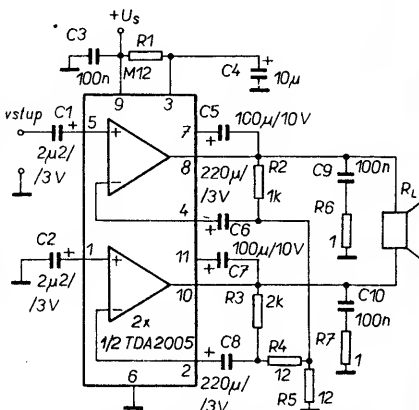 +Us
C3
R1
100n
M12
C4
+
10μ
9
3
vstup
C1
+
5
+
7
+
C5
100μ/10V
2μ2
/3V
8
220μ
/3V
R2
1k
C9
100n
RL
−
4
−
C6
R6
1
100μ/10V
C2
+
1
+
11
+
C7
2μ2
/3V
10
R3
2k
C10
100n
2x
1/2 TDA2005
−
C8
R4
R7
6
2
+
12
1
220μ
/3V
R5
12